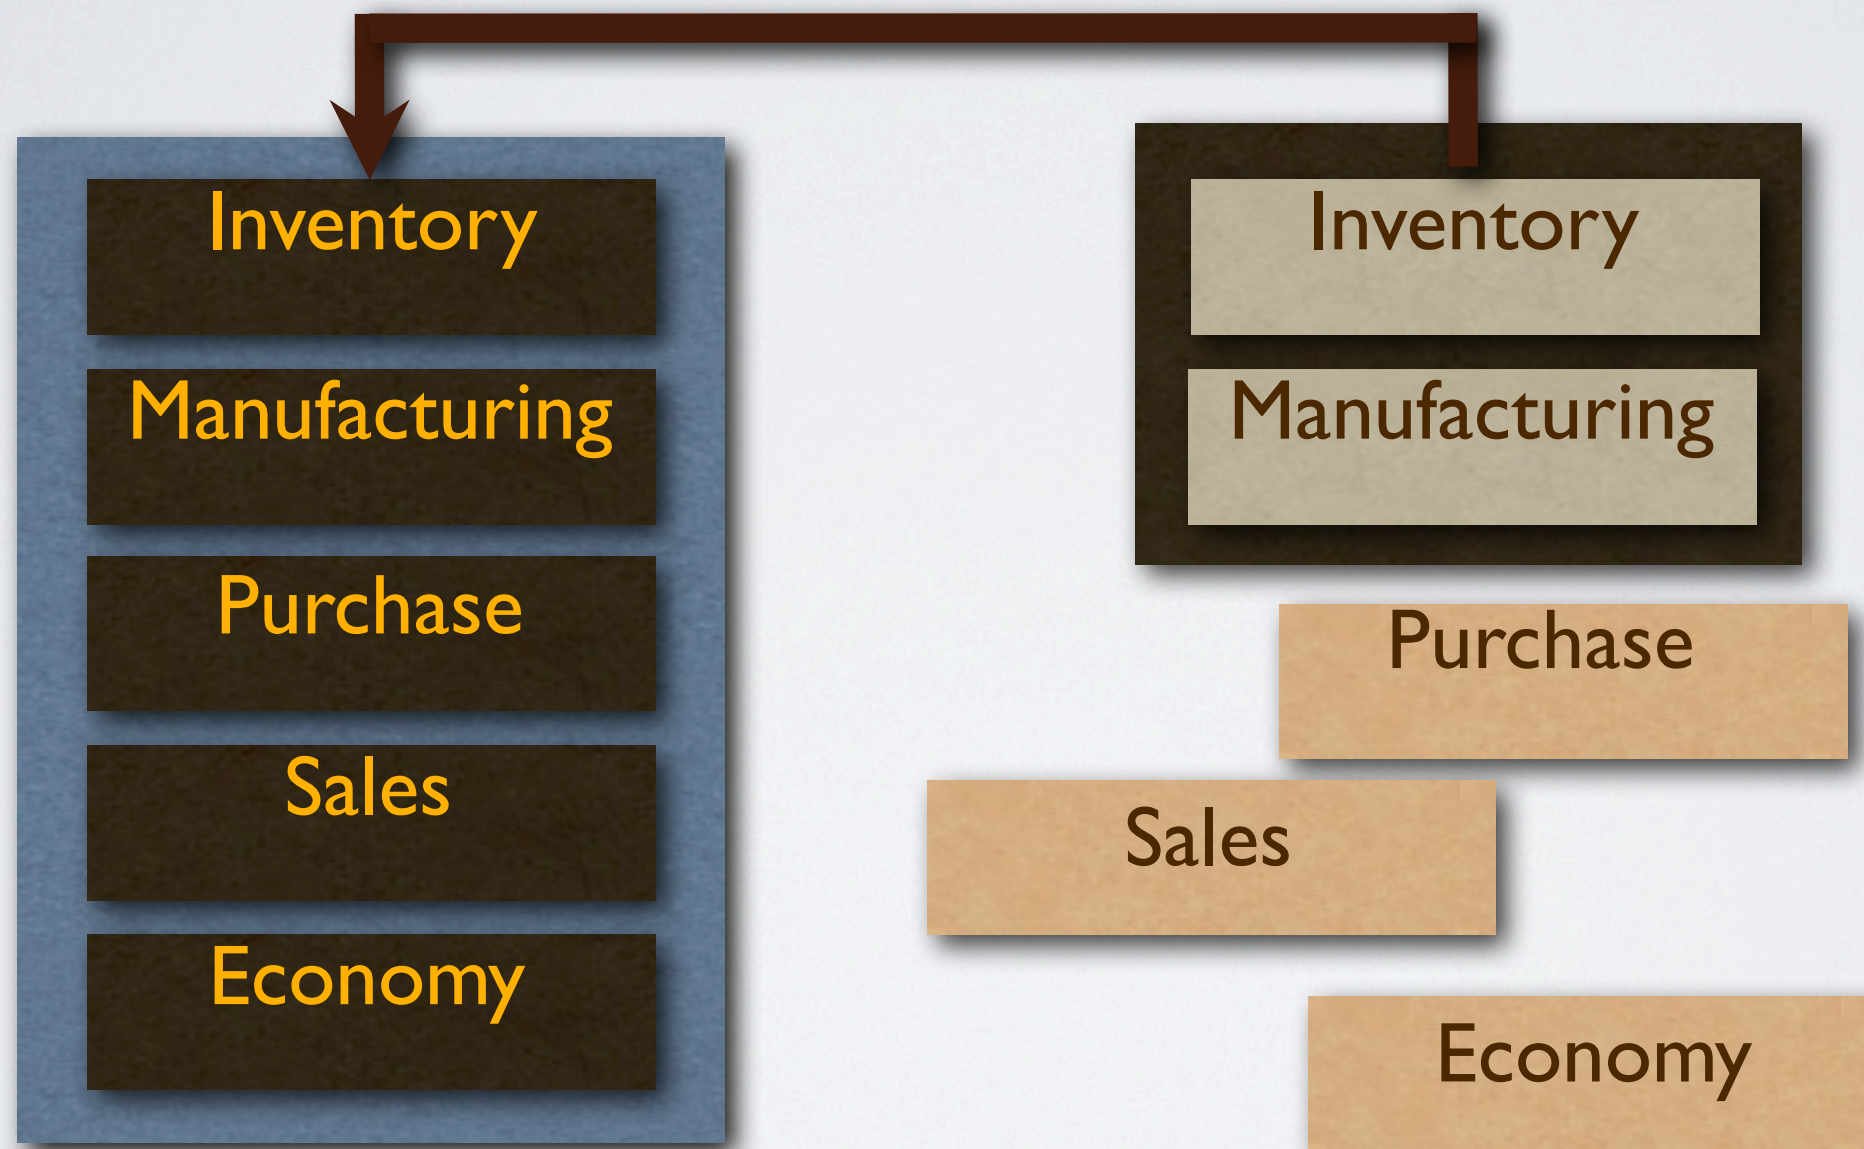 Inventory
Manufacturing
Purchase
Sales
Economy
Inventory
Manufacturing
Purchase
Sales
Economy